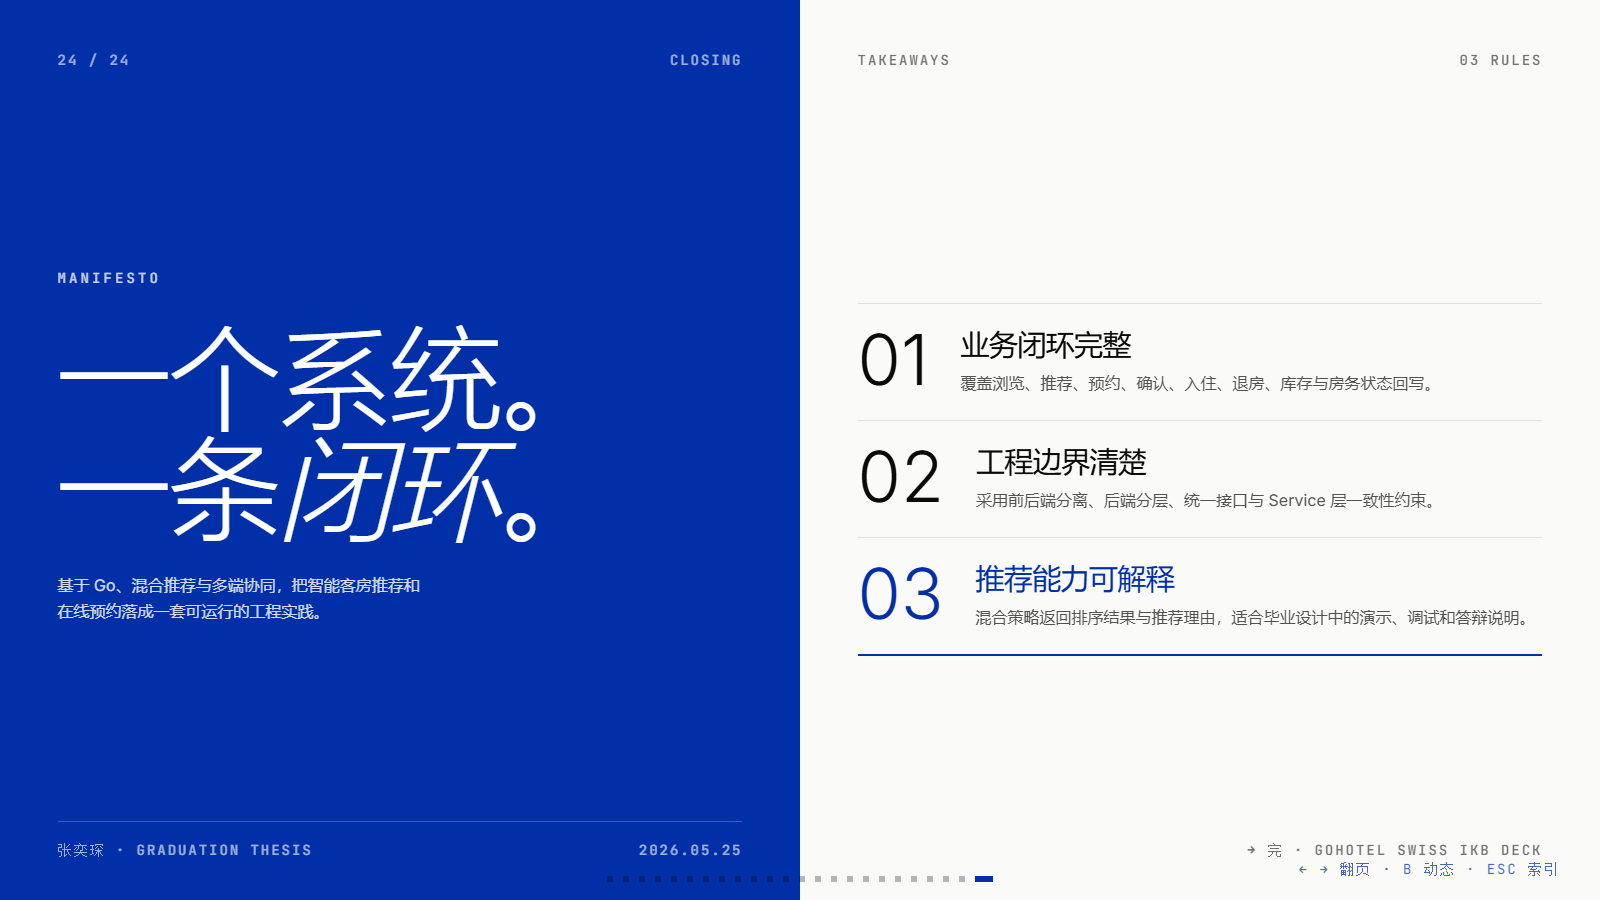 24 / 24
CLOSING
MANIFESTO
一个系统。
一条闭环。
基于 Go、混合推荐与多端协同，把智能客房推荐和
在线预约落成一套可运行的工程实践。
张奕琛 · GRADUATION THESIS
2026.05.25
TAKEAWAYS
03 RULES
01
业务闭环完整
覆盖浏览、推荐、预约、确认、入住、退房、库存与房务状态回写。
02
工程边界清楚
采用前后端分离、后端分层、统一接口与 Service 层一致性约束。
03
推荐能力可解释
混合策略返回排序结果与推荐理由，适合毕业设计中的演示、调试和答辩说明。
→ 完 · GOHOTEL SWISS IKB DECK
← → 翻页 · B 动态 · ESC 索引